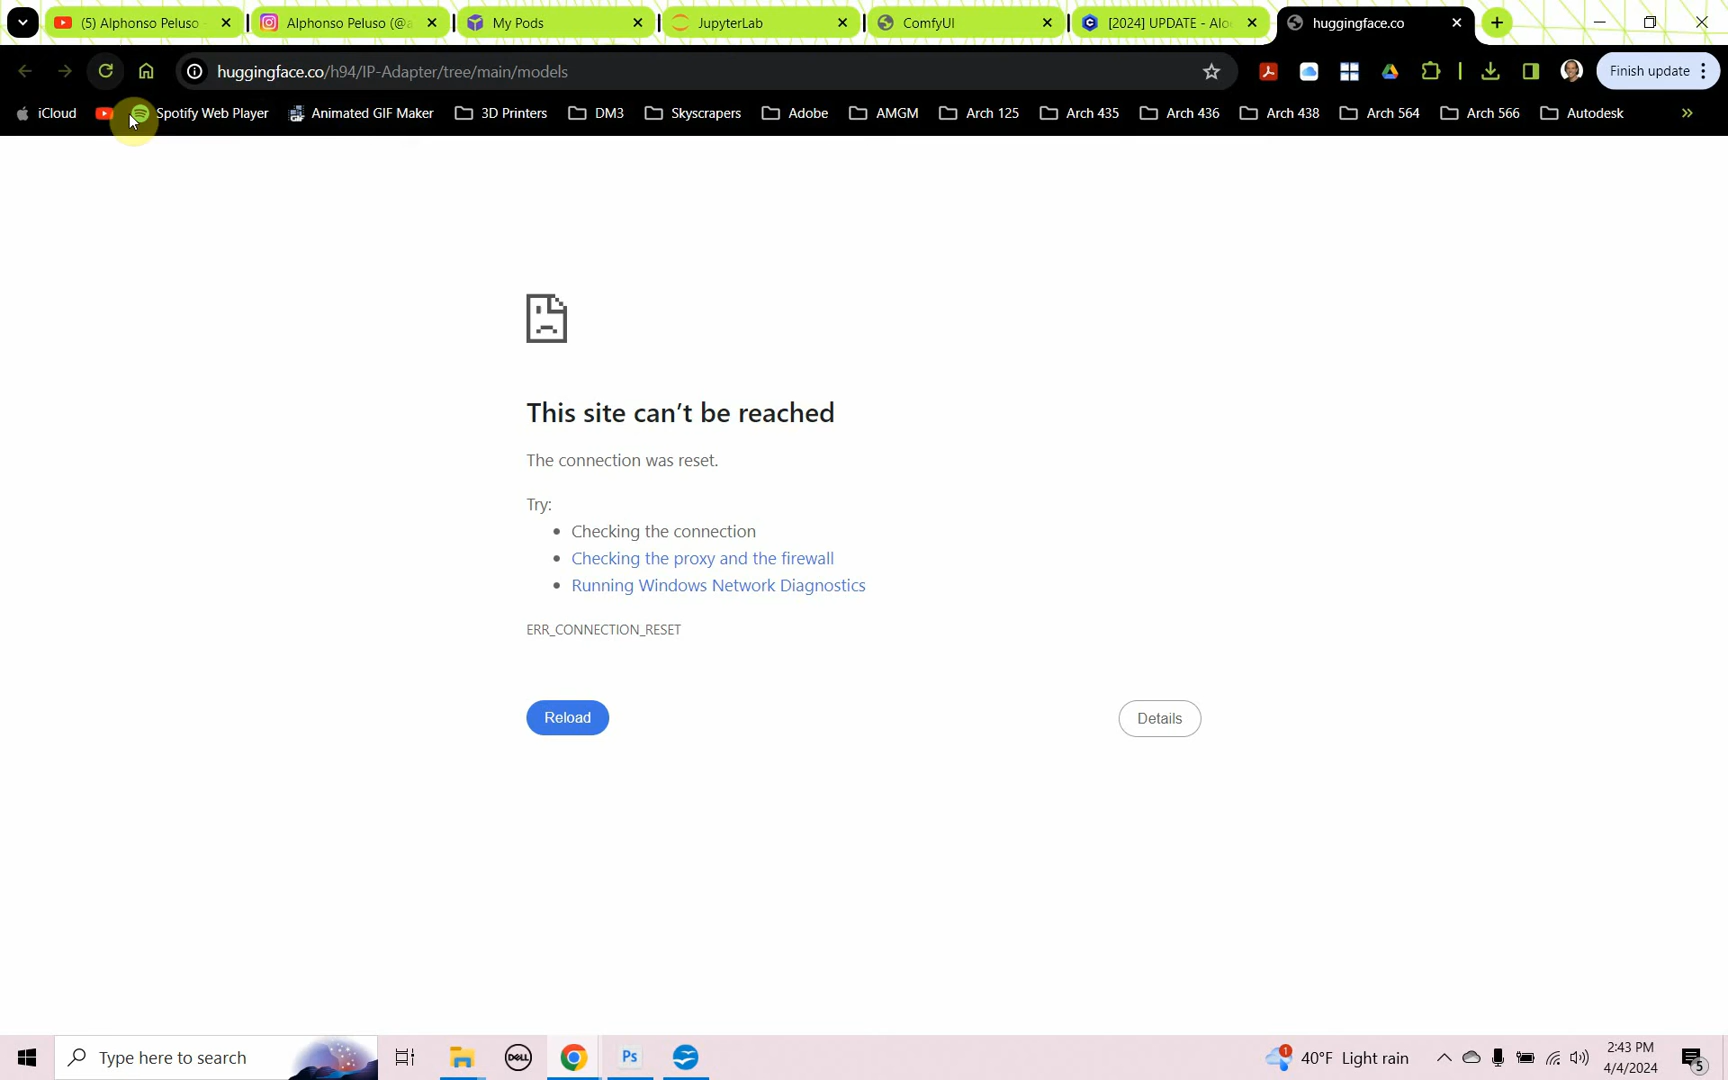 (5) Alphonso Peluso
Alphonso Peluso (@a
My Pods
JupyterLab
ComfyUI
[2024] UPDATE - Alo
huggingface.co
huggingface.co/h94/IP-Adapter/tree/main/models
Finish update
iCloud
Spotify Web Player
Animated GIF Maker
3D Printers
DM3
Skyscrapers
Adobe
AMGM
Arch 125
Arch 435
Arch 436
Arch 438
Arch 564
Arch 566
Autodesk
This site can't be reached
The connection was reset.
Try:
Checking the connection
Checking the proxy and the firewall
Running Windows Network Diagnostics
ERR_CONNECTION_RESET
Reload
Details
Type here to search
DELL
Ps
1
40°F Light rain
2:43 PM
4/4/2024
5